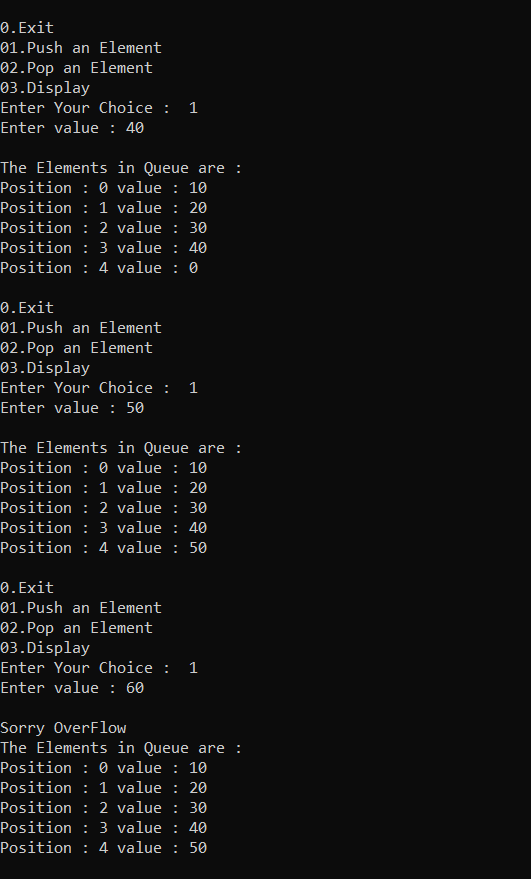 0.Exit
01.Push an Element
02.Pop an Element
03.Display
Enter Your Choice :  1
Enter value : 40
The Elements in Queue are :
Position : 0 value : 10
Position : 1 value : 20
Position : 2 value : 30
Position : 3 value : 40
Position : 4 value : 0
0.Exit
01.Push an Element
02.Pop an Element
03.Display
Enter Your Choice :  1
Enter value : 50
The Elements in Queue are :
Position : 0 value : 10
Position : 1 value : 20
Position : 2 value : 30
Position : 3 value : 40
Position : 4 value : 50
0.Exit
01.Push an Element
02.Pop an Element
03.Display
Enter Your Choice :  1
Enter value : 60
Sorry OverFlow
The Elements in Queue are :
Position : 0 value : 10
Position : 1 value : 20
Position : 2 value : 30
Position : 3 value : 40
Position : 4 value : 50